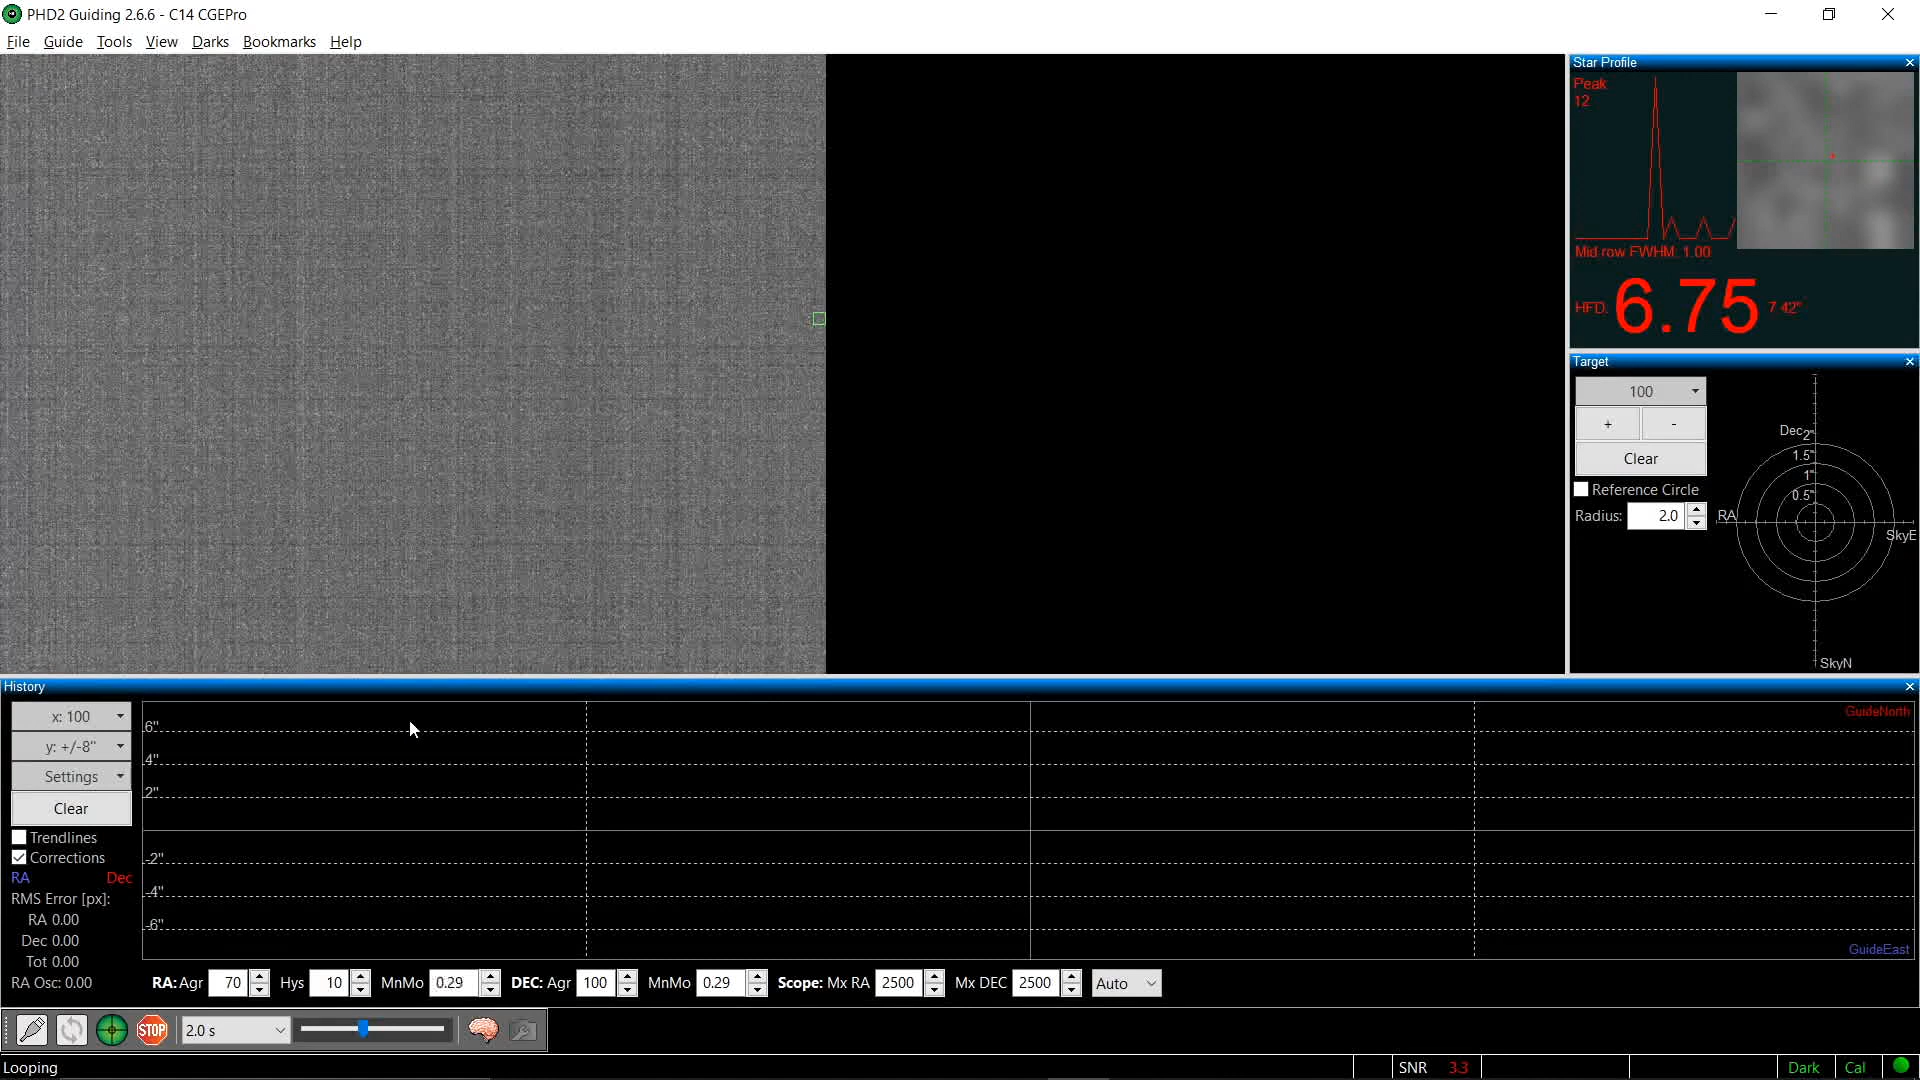 PHD2 Guiding 2.6.6 - C14 CGEPro
File Guide Tools View Darks Bookmarks Help
Star Profile
Peak
12
Mid row FWHM: 1.00
HFD: 6.75 7.42"
Target
100
+ -
Clear
Reference Circle
Radius: 2.0
Dec 2"
1.5"
1"
0.5"
RA
SkyE
SkyN
History
x: 100
y: +/-8"
Settings
Clear
Trendlines
Corrections
RA Dec
RMS Error [px]:
RA 0.00
Dec 0.00
Tot 0.00
RA Osc: 0.00
6"
4"
2"
-2"
-4"
-6"
GuideNorth
GuideEast
RA: Agr 70 Hys 10 MnMo 0.29 DEC: Agr 100 MnMo 0.29 Scope: Mx RA 2500 Mx DEC 2500 Auto
STOP 2.0 s
Looping SNR 3.3 Dark Cal